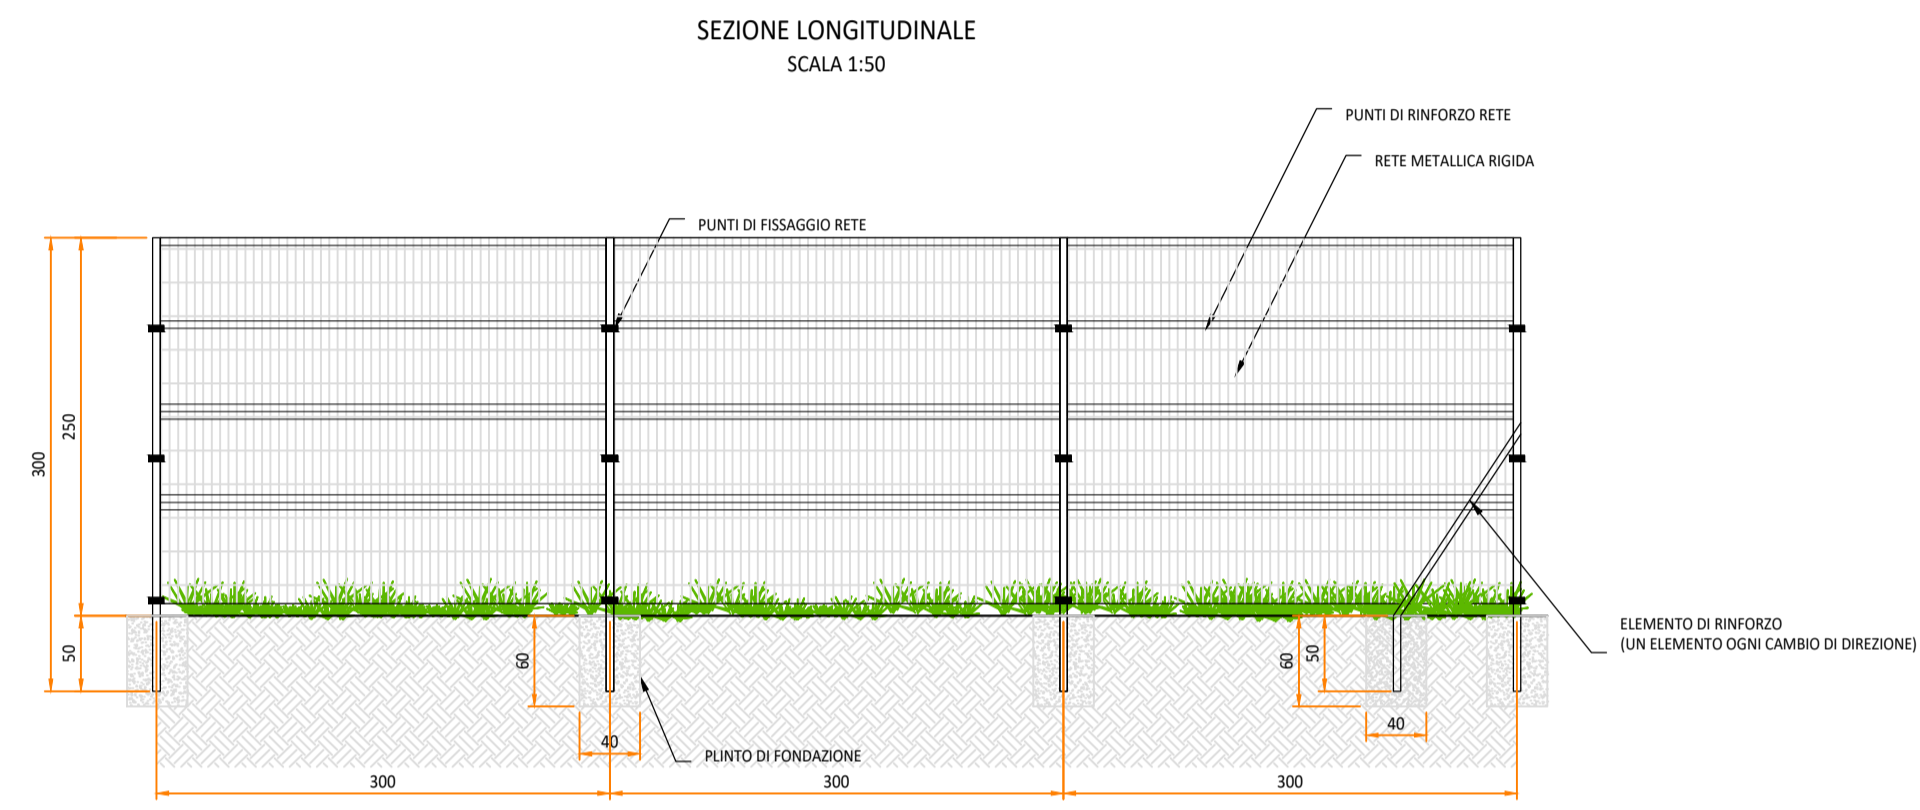 SEZIONE LONGITUDINALE
SCALA 1:50
PUNTI DI RINFORZO RETE
RETE METALLICA RIGIDA
PUNTI DI FISSAGGIO RETE
250
300
50
60
60
50
ELEMENTO DI RINFORZO
(UN ELEMENTO OGNI CAMBIO DI DIREZIONE)
40
40
PLINTO DI FONDAZIONE
300
300
300